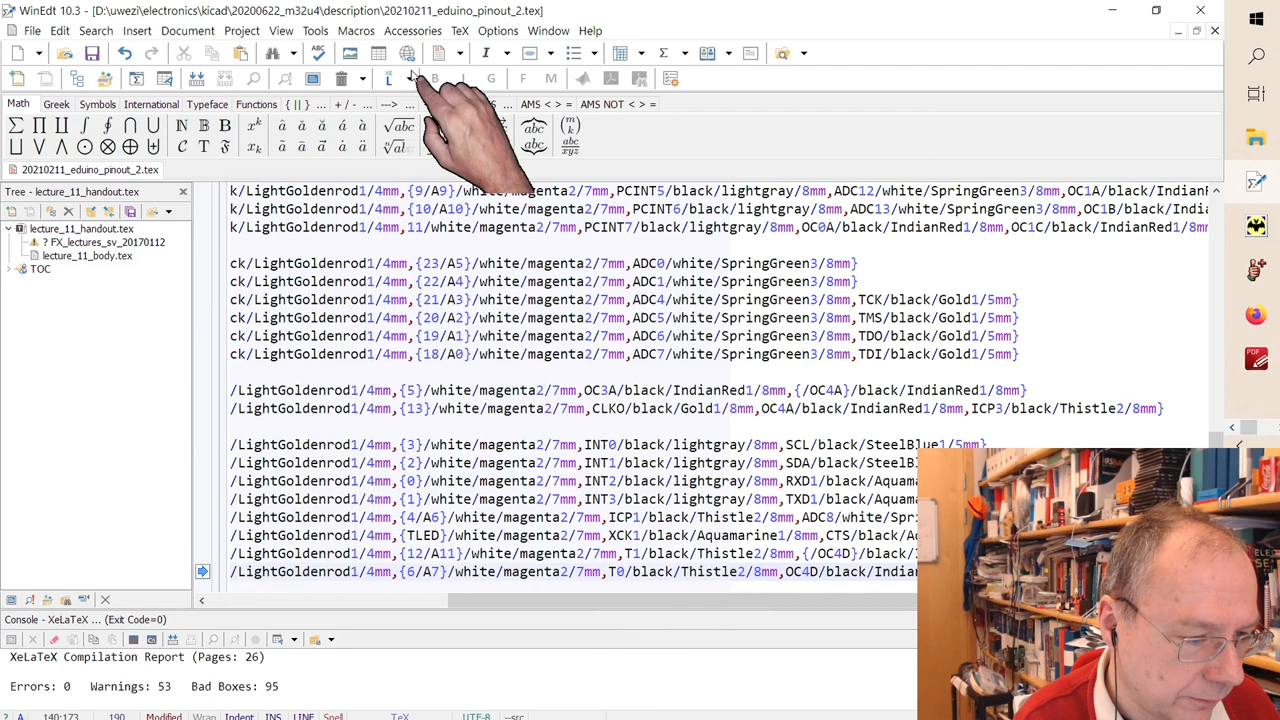 WinEdt 10.3 - [D:\uwezi\electronics\kicad\20200622_m32u4\description\20210211_eduino_pinout_2.tex]
File Edit Search Insert Document Project View Tools Macros Accessories TeX Options Window Help
Math Greek Symbols International Typeface Functions { || } ... + / - ... ---> ... S ... AMS < > = AMS NOT < > =
20210211_eduino_pinout_2.tex
Tree - lecture_11_handout.tex
lecture_11_handout.tex
? FX_lectures_sv_20170112
lecture_11_body.tex
TOC
k/LightGoldenrod1/4mm,{9/A9}/white/magenta2/7mm,PCINT5/black/lightgray/8mm,ADC12/white/SpringGreen3/8mm,OC1A/black/IndianR
k/LightGoldenrod1/4mm,{10/A10}/white/magenta2/7mm,PCINT6/black/lightgray/8mm,ADC13/white/SpringGreen3/8mm,OC1B/black/India
k/LightGoldenrod1/4mm,11/white/magenta2/7mm,PCINT7/black/lightgray/8mm,OC0A/black/IndianRed1/8mm,OC1C/black/IndianRed1/8mm
ck/LightGoldenrod1/4mm,{23/A5}/white/magenta2/7mm,ADC0/white/SpringGreen3/8mm}
ck/LightGoldenrod1/4mm,{22/A4}/white/magenta2/7mm,ADC1/white/SpringGreen3/8mm}
ck/LightGoldenrod1/4mm,{21/A3}/white/magenta2/7mm,ADC4/white/SpringGreen3/8mm,TCK/black/Gold1/5mm}
ck/LightGoldenrod1/4mm,{20/A2}/white/magenta2/7mm,ADC5/white/SpringGreen3/8mm,TMS/black/Gold1/5mm}
ck/LightGoldenrod1/4mm,{19/A1}/white/magenta2/7mm,ADC6/white/SpringGreen3/8mm,TDO/black/Gold1/5mm}
ck/LightGoldenrod1/4mm,{18/A0}/white/magenta2/7mm,ADC7/white/SpringGreen3/8mm,TDI/black/Gold1/5mm}
/LightGoldenrod1/4mm,{5}/white/magenta2/7mm,OC3A/black/IndianRed1/8mm,{/OC4A}/black/IndianRed1/8mm}
/LightGoldenrod1/4mm,{13}/white/magenta2/7mm,CLKO/black/Gold1/8mm,OC4A/black/IndianRed1/8mm,ICP3/black/Thistle2/8mm}
/LightGoldenrod1/4mm,{3}/white/magenta2/7mm,INT0/black/lightgray/8mm,SCL/black/SteelBlue1/5mm}
/LightGoldenrod1/4mm,{2}/white/magenta2/7mm,INT1/black/lightgray/8mm,SDA/black/SteelB
/LightGoldenrod1/4mm,{0}/white/magenta2/7mm,INT2/black/lightgray/8mm,RXD1/black/Aqua
/LightGoldenrod1/4mm,{1}/white/magenta2/7mm,INT3/black/lightgray/8mm,TXD1/black/Aquam
/LightGoldenrod1/4mm,{4/A6}/white/magenta2/7mm,ICP1/black/Thistle2/8mm,ADC8/white/Spr
/LightGoldenrod1/4mm,{TLED}/white/magenta2/7mm,XCK1/black/Aquamarine1/8mm,CTS/black/Aq
/LightGoldenrod1/4mm,{12/A11}/white/magenta2/7mm,T1/black/Thistle2/8mm,{/OC4D}/black/I
/LightGoldenrod1/4mm,{6/A7}/white/magenta2/7mm,T0/black/Thistle2/8mm,OC4D/black/Indian
Console - XeLaTeX ... (Exit Code=0)
XeLaTeX Compilation Report (Pages: 26)
Errors: 0 Warnings: 53 Bad Boxes: 95
? A 140:173 190 Modified Wrap Indent INS LINE Spell TeX UTF-8 --src